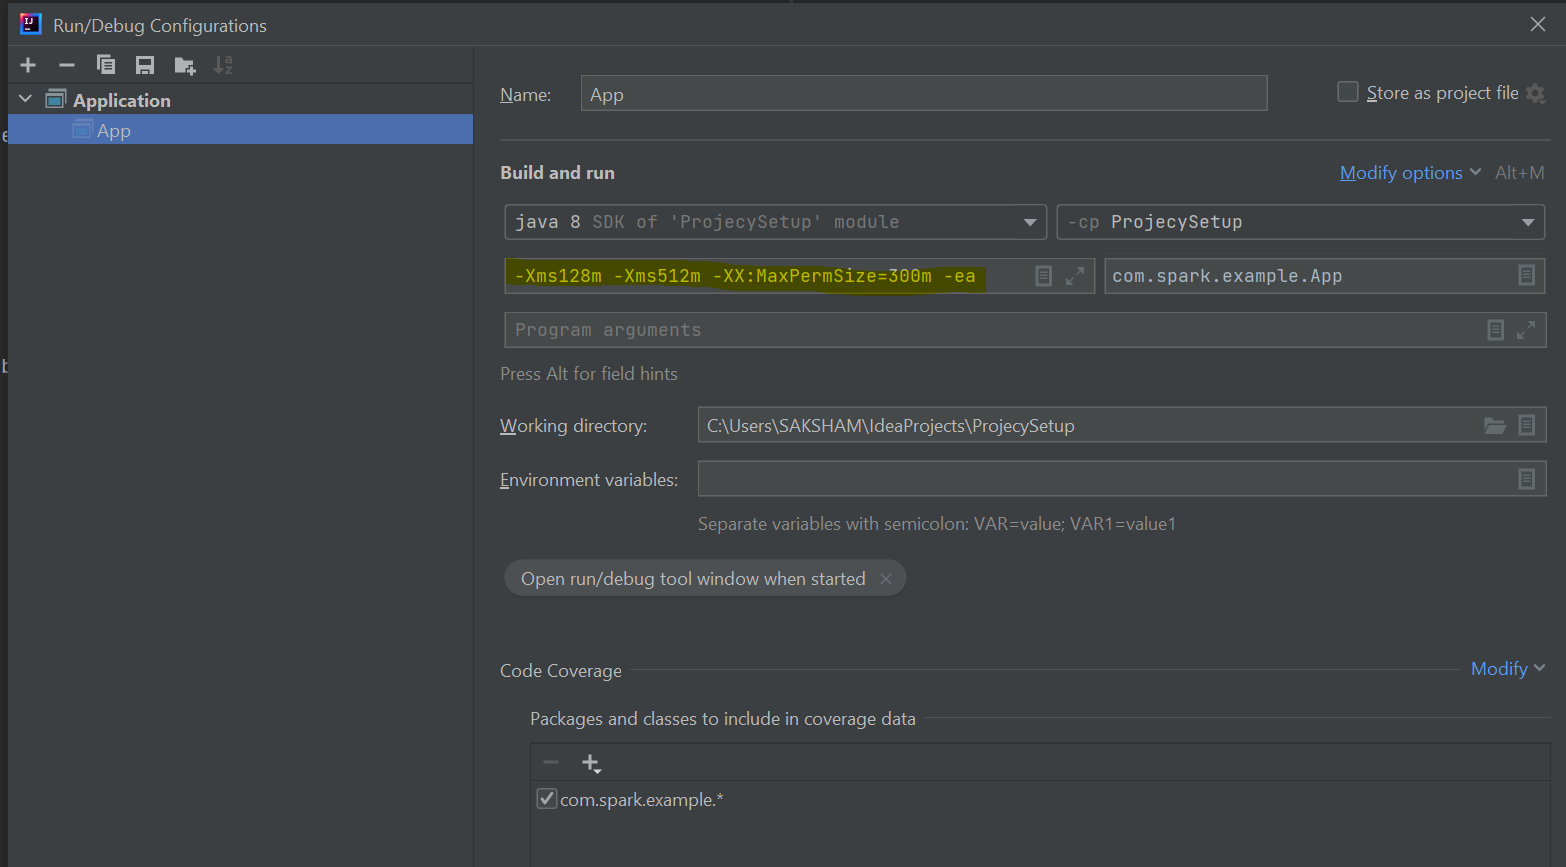 Run/Debug Configurations
Application
App
Name:
App
Store as project file
Build and run
Modify options Alt+M
java 8 SDK of 'ProjecySetup' module
-cp ProjecySetup
-Xms128m -Xms512m -XX:MaxPermSize=300m -ea
com.spark.example.App
Program arguments
Press Alt for field hints
Working directory:
C:\Users\SAKSHAM\IdeaProjects\ProjecySetup
Environment variables:
Separate variables with semicolon: VAR=value; VAR1=value1
Open run/debug tool window when started
Code Coverage
Modify
Packages and classes to include in coverage data
com.spark.example.*